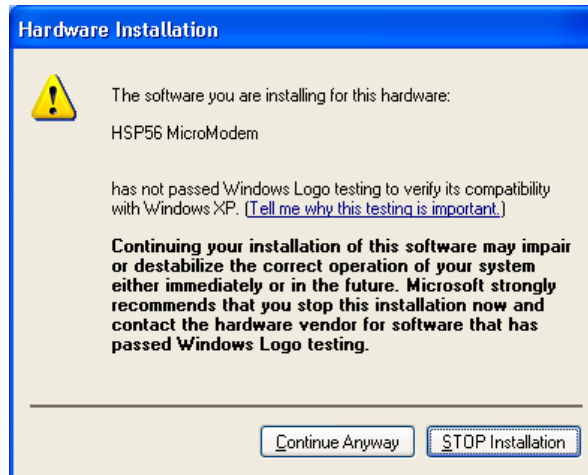 Hardware Installation
The software you are installing for this hardware:
HSP56 MicroModem
has not passed Windows Logo testing to verify its compatibility
with Windows XP. (Tell me why this testing is important.)
Continuing your installation of this software may impair
or destabilize the correct operation of your system
either immediately or in the future. Microsoft strongly
recommends that you stop this installation now and
contact the hardware vendor for software that has
passed Windows Logo testing.
Continue Anyway
STOP Installation